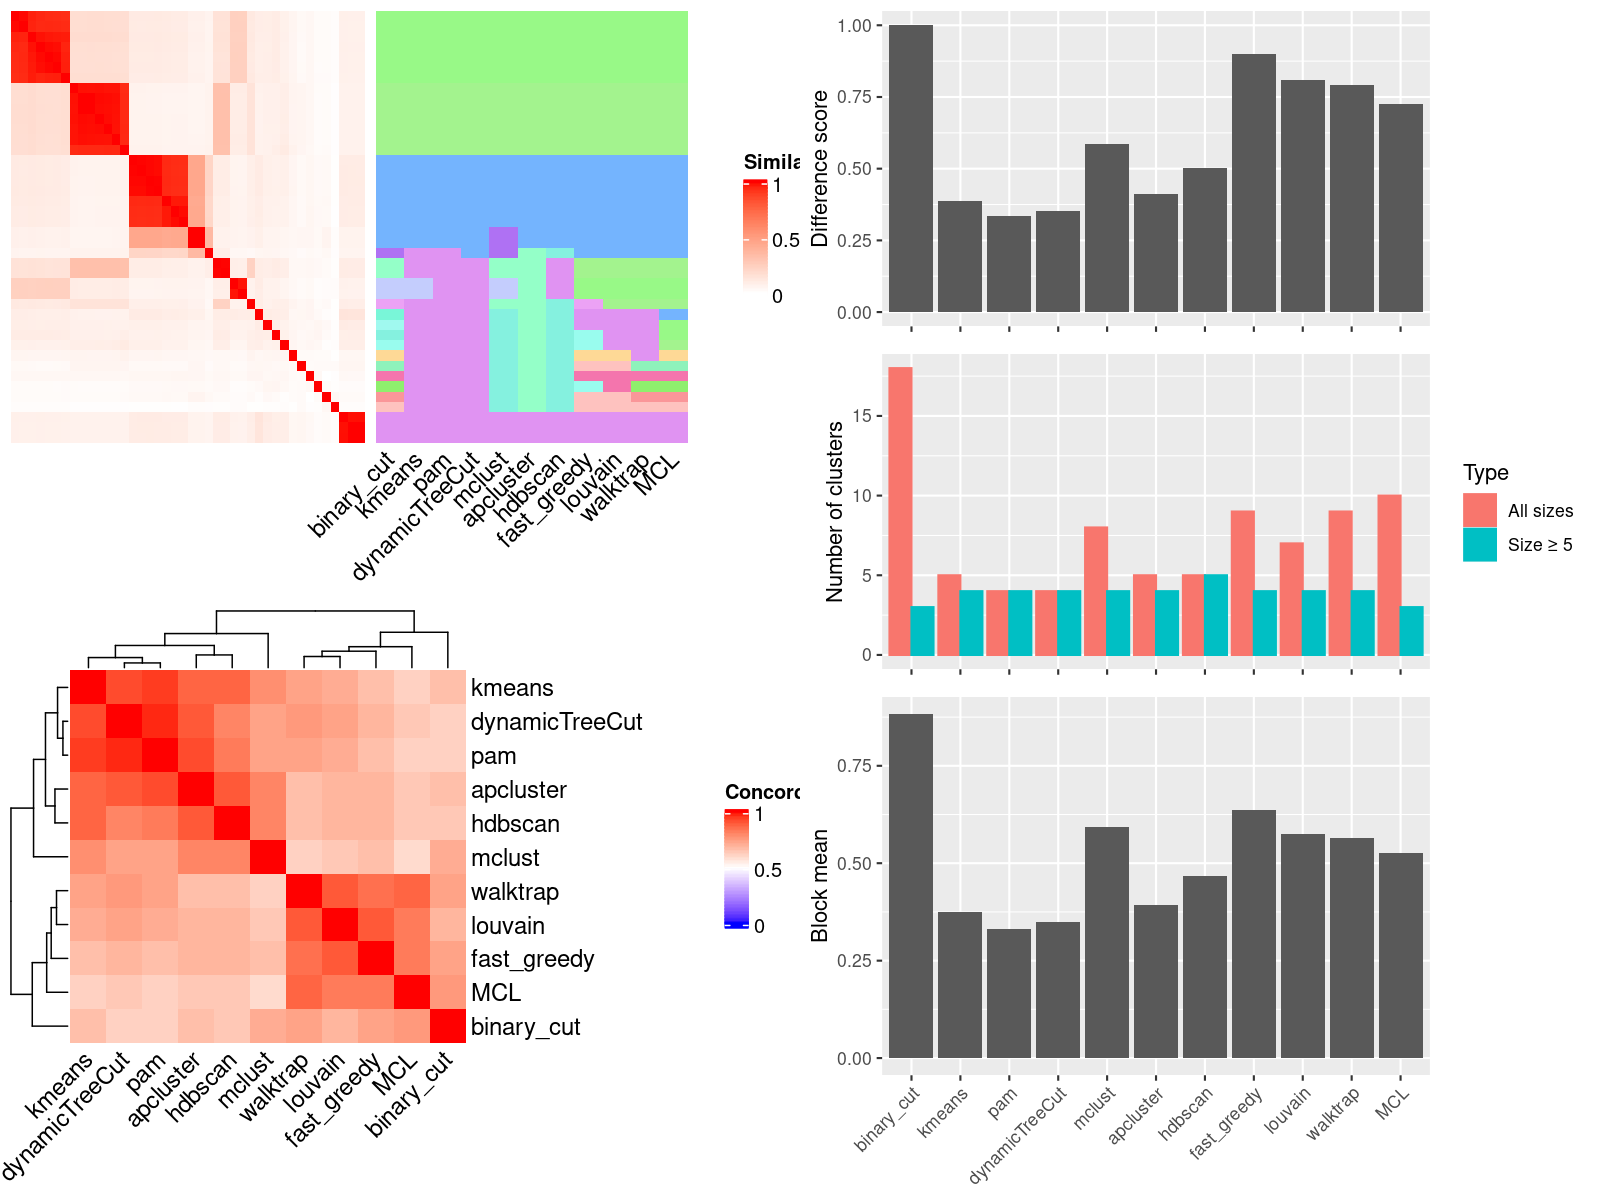 Simila
1
0.5
0
binary_cut
kmeans
pam
dynamicTreeCut
mclust
apcluster
hdbscan
fast_greedy
louvain
walktrap
MCL
kmeans
dynamicTreeCut
pam
apcluster
hdbscan
mclust
walktrap
louvain
fast_greedy
MCL
binary_cut
kmeans
dynamicTreeCut
pam
apcluster
hdbscan
mclust
walktrap
louvain
fast_greedy
MCL
binary_cut
Concord
1
0.5
0
Difference score
1.00
0.75
0.50
0.25
0.00
Number of clusters
15
10
5
0
Type
All sizes
Size ≥ 5
Block mean
0.75
0.50
0.25
0.00
binary_cut
kmeans
pam
dynamicTreeCut
mclust
apcluster
hdbscan
fast_greedy
louvain
walktrap
MCL